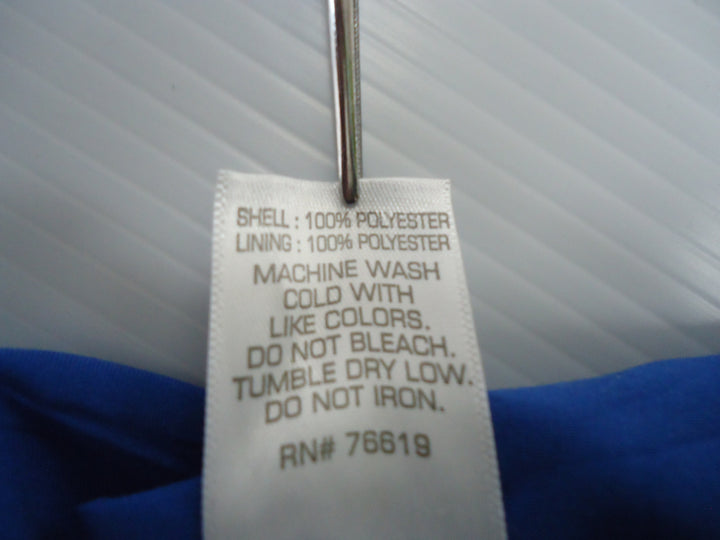 SHELL : 100% POLYESTER
LINING : 100% POLYESTER
MACHINE WASH
COLD WITH
LIKE COLORS.
DO NOT BLEACH.
TUMBLE DRY LOW.
DO NOT IRON.
RN# 76619